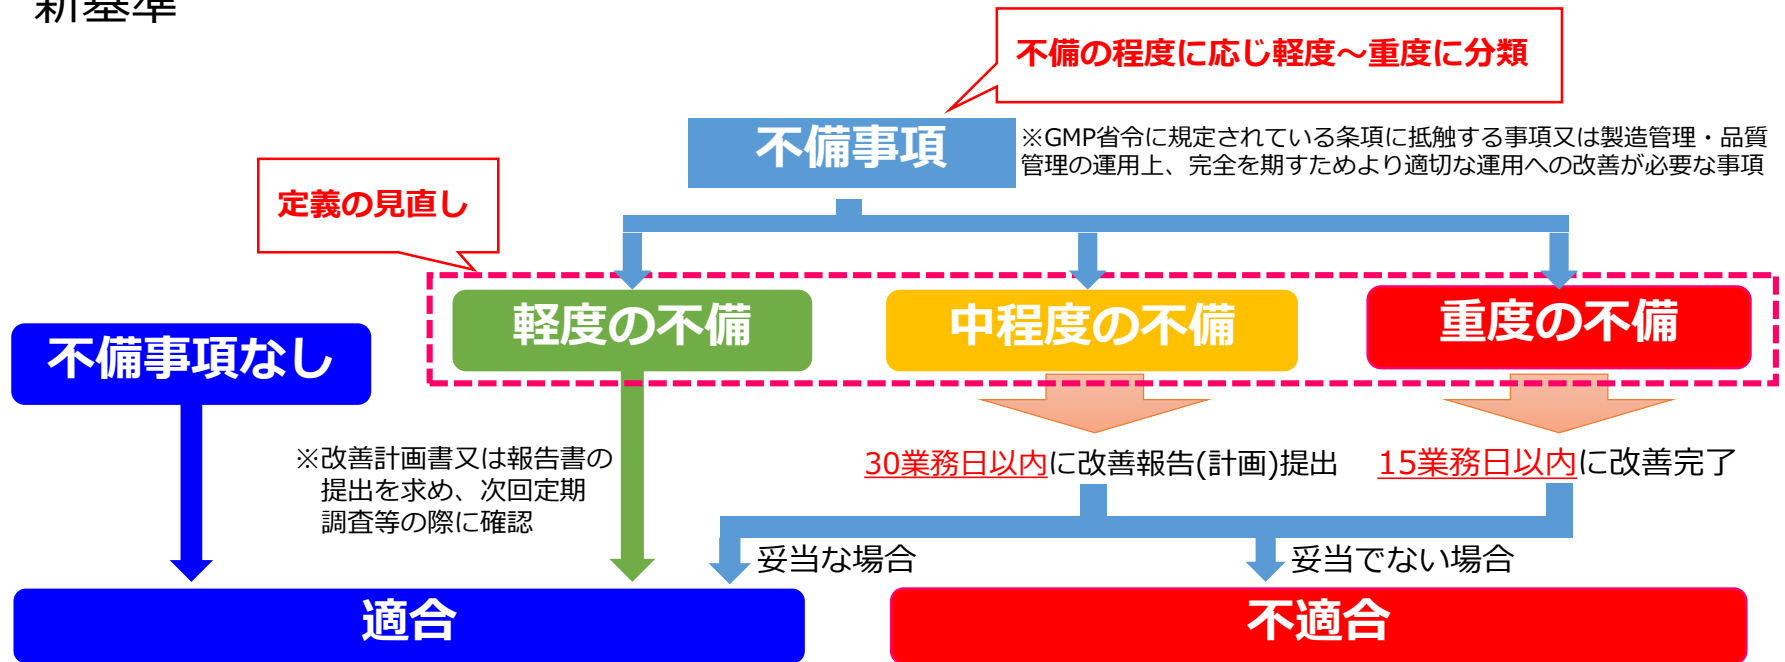 新基準
不備の程度に応じ軽度～重度に分類
不備事項
※GMP省令に規定されている条項に抵触する事項又は製造管理・品質
管理の運用上、完全を期すためより適切な運用への改善が必要な事項
定義の見直し
軽度の不備
中程度の不備
重度の不備
不備事項なし
※改善計画書又は報告書の
提出を求め、次回定期
調査等の際に確認
30業務日以内に改善報告(計画)提出
15業務日以内に改善完了
妥当な場合
妥当でない場合
適合
不適合